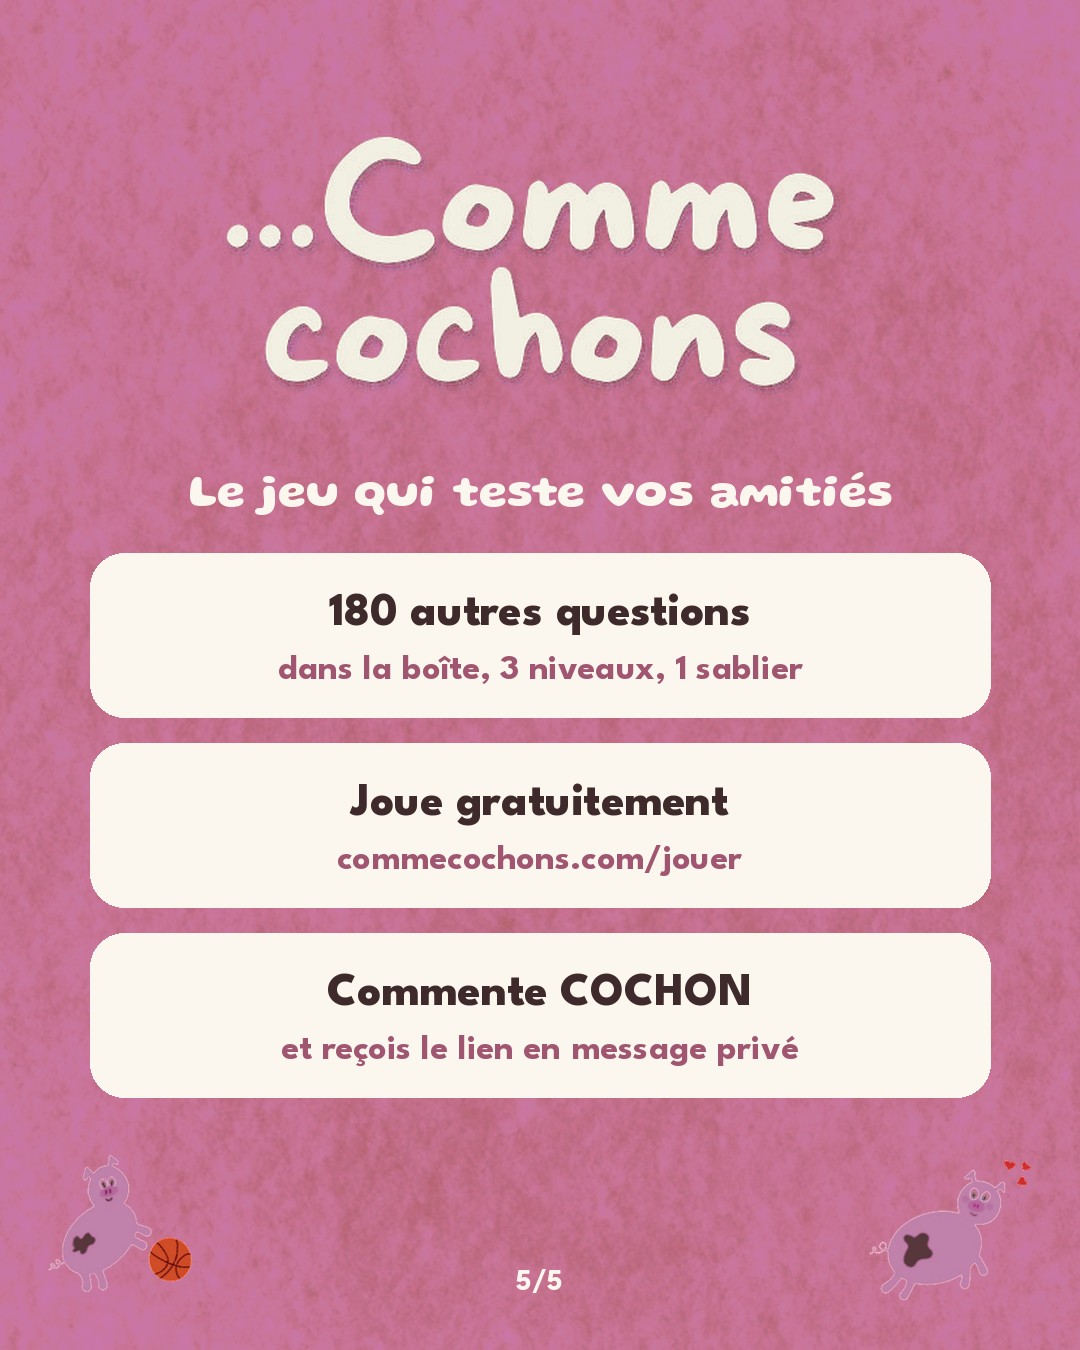 ...Comme
cochons
Le jeu qui teste vos amitiés
180 autres questions
dans la boîte, 3 niveaux, 1 sablier
Joue gratuitement
commecochons.com/jouer
Commente COCHON
et reçois le lien en message privé
5/5